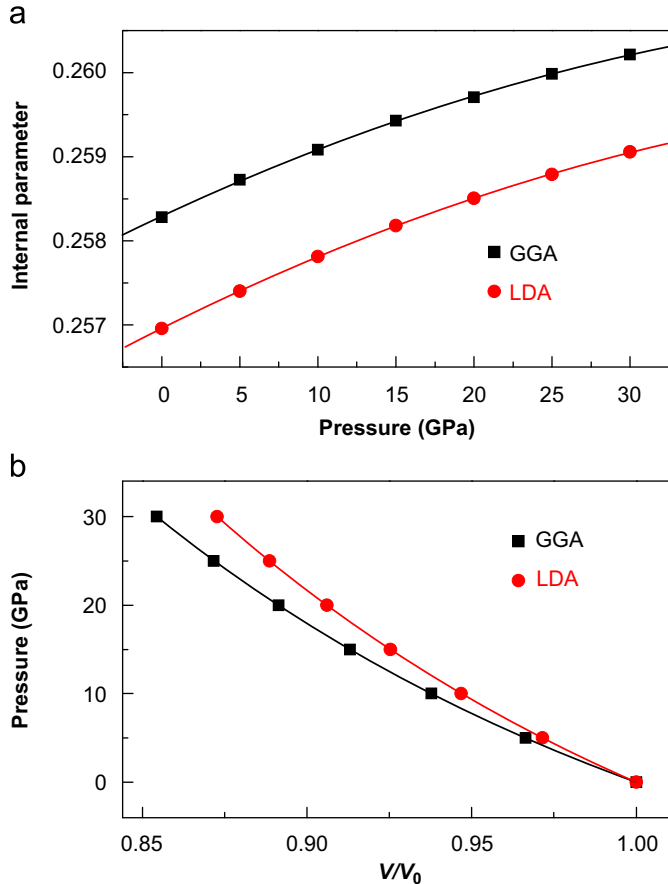 a
Internal parameter
0.260
0.259
0.258
0.257
GGA
LDA
0 5 10 15 20 25 30
Pressure (GPa)
b
Pressure (GPa)
30
20
10
0
GGA
LDA
0.85 0.90 0.95 1.00
V/V0